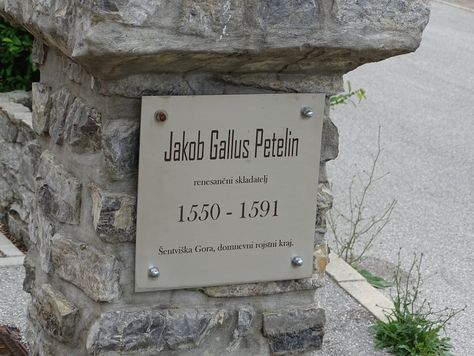 Jakob Gallus Petelin
renesančni skladatelj
1550 - 1591
Šentviška Gora, domnevni rojstni kraj.